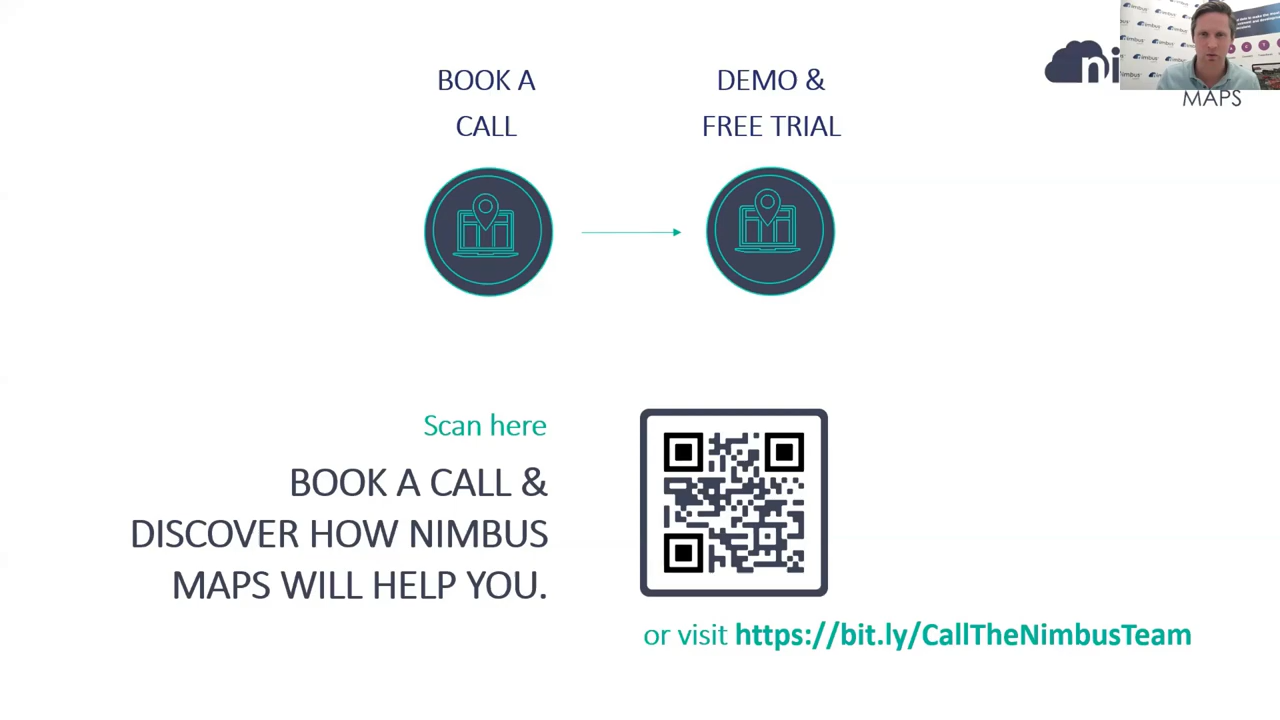 BOOK A
CALL
DEMO &
FREE TRIAL
MAPS
Scan here
BOOK A CALL &
DISCOVER HOW NIMBUS
MAPS WILL HELP YOU.
or visit https://bit.ly/CallTheNimbusTeam